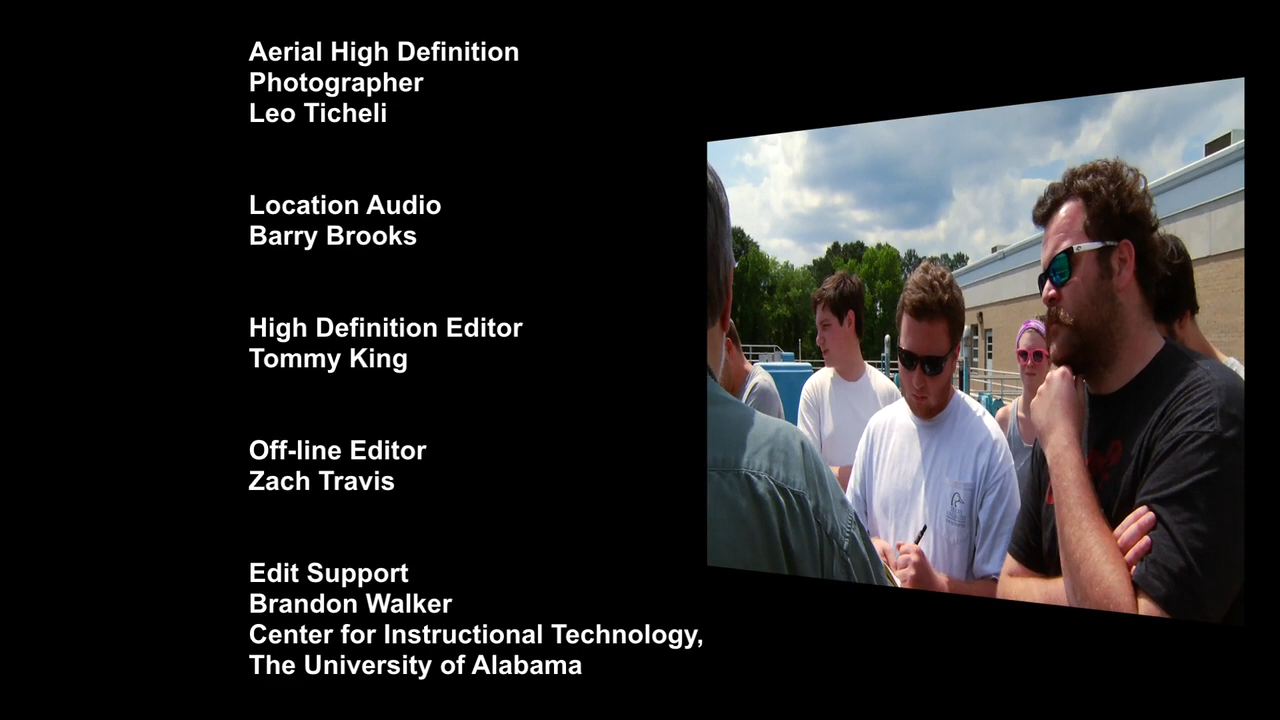 Aerial High Definition
Photographer
Leo Ticheli
Location Audio
Barry Brooks
High Definition Editor
Tommy King
Off-line Editor
Zach Travis
Edit Support
Brandon Walker
Center for Instructional Technology,
The University of Alabama